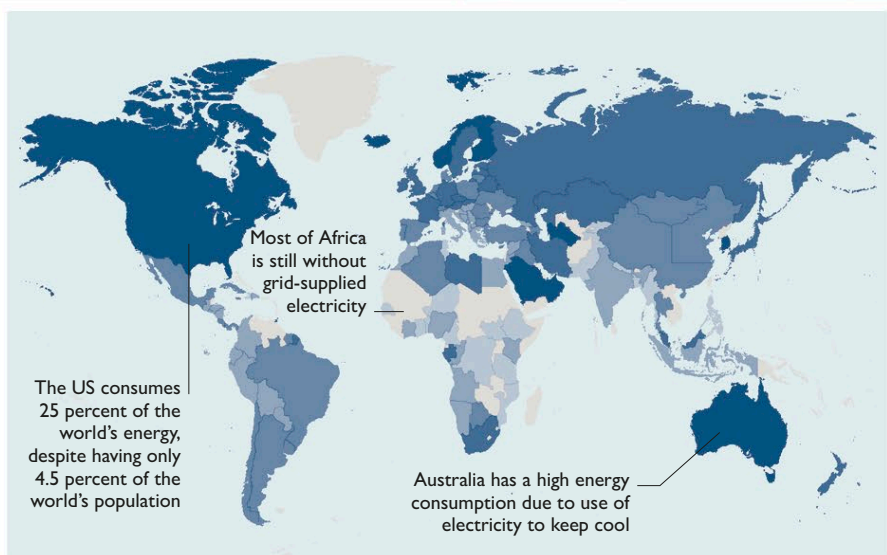 Most of Africa
is still without
grid-supplied
electricity
The US consumes
25 percent of the
world's energy,
despite having only
4.5 percent of the
world's population
Australia has a high energy
consumption due to use of
electricity to keep cool